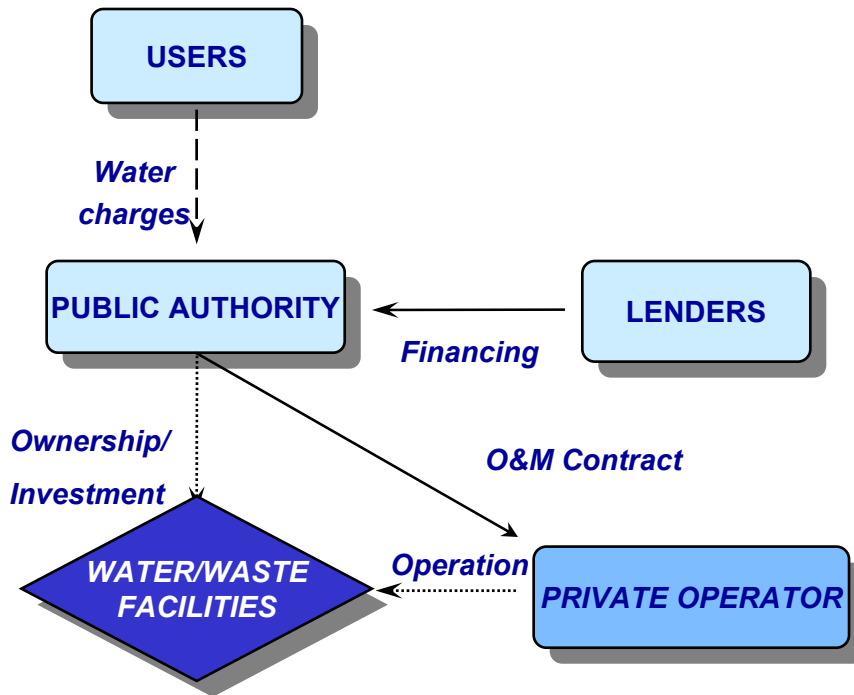 USERS
Water
charges
PUBLIC AUTHORITY
LENDERS
Financing
Ownership/
Investment
O&M Contract
WATER/WASTE
FACILITIES
Operation
PRIVATE OPERATOR